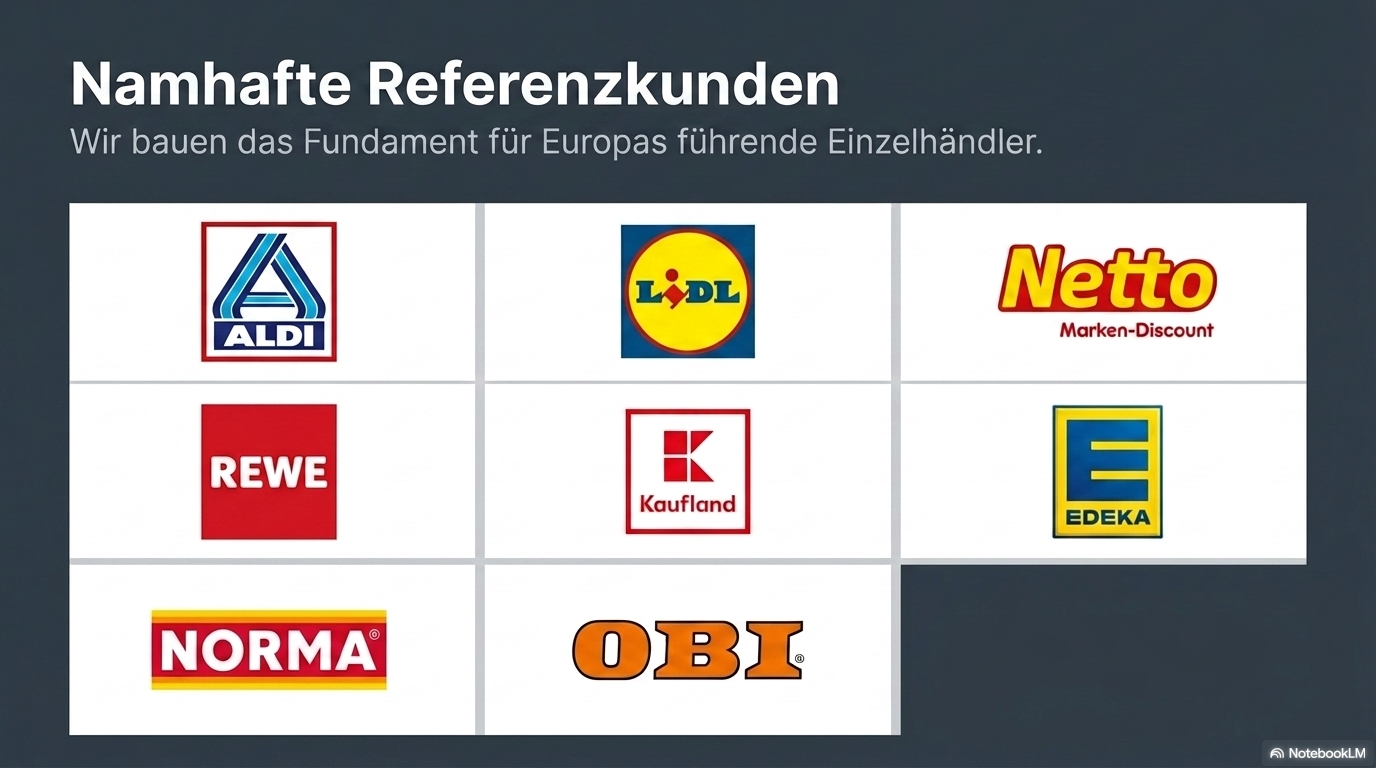 Namhafte Referenzkunden
Wir bauen das Fundament für Europas führende Einzelhändler.
ALDI
LIDL
Netto
Marken-Discount
REWE
Kaufland
EDEKA
NORMA®
OBI®
NotebookLM